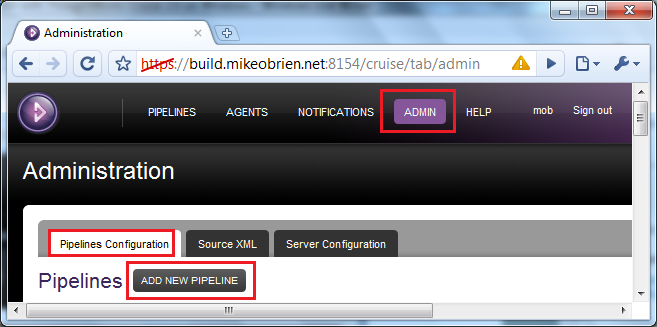 Administration
https://build.mikeobrien.net:8154/cruise/tab/admin
PIPELINES AGENTS NOTIFICATIONS ADMIN HELP mob Sign out
Administration
Pipelines Configuration Source XML Server Configuration
Pipelines ADD NEW PIPELINE